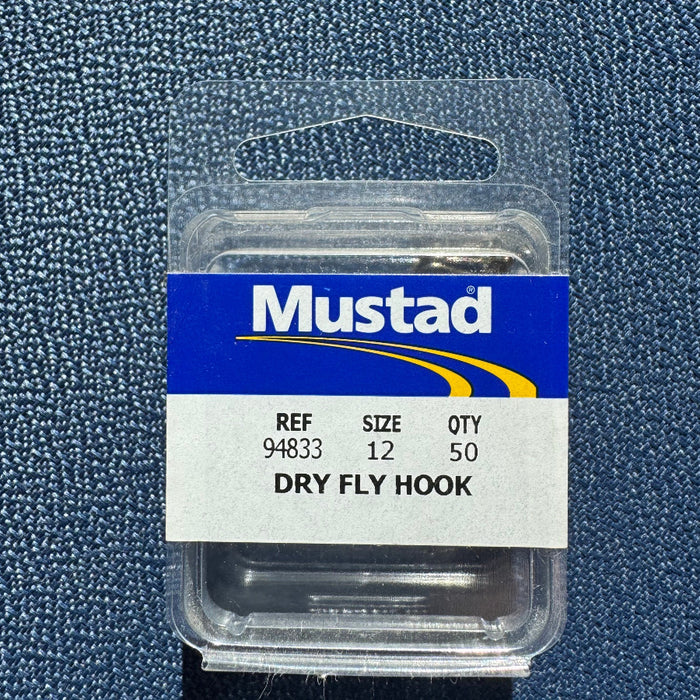 Mustad®
REF SIZE QTY
94833 12 50
DRY FLY HOOK